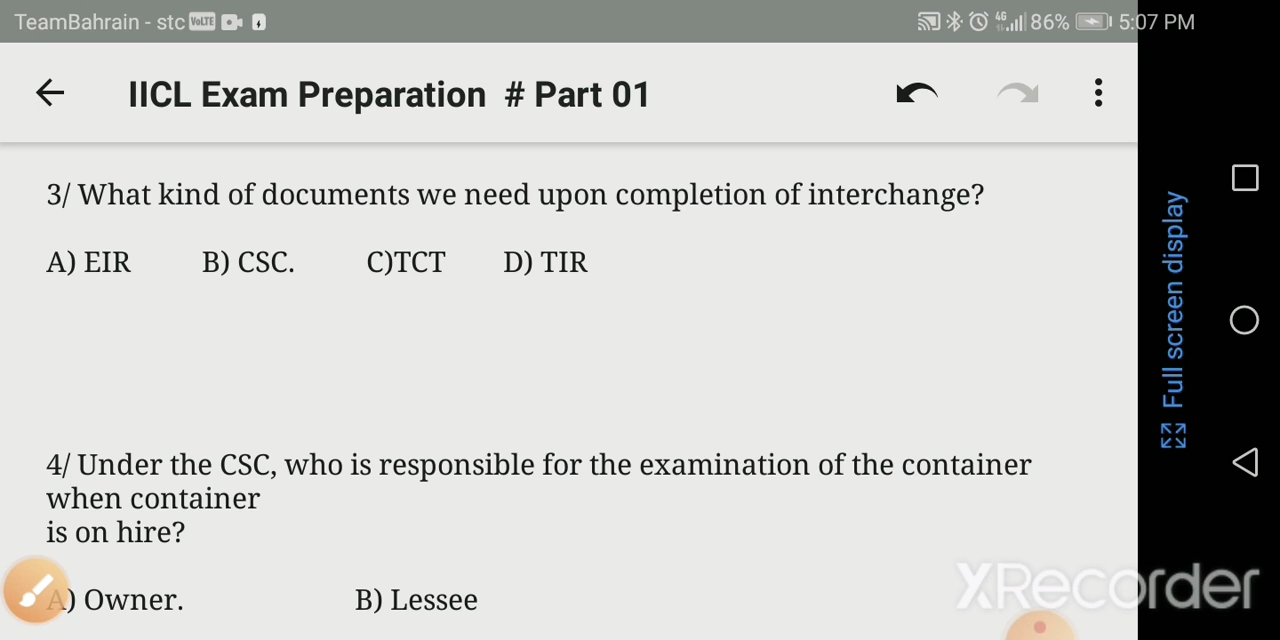 TeamBahrain - stc VoLTE
4G 86% 5:07 PM
IICL Exam Preparation # Part 01
3/ What kind of documents we need upon completion of interchange?
A) EIR B) CSC. C)TCT D) TIR
4/ Under the CSC, who is responsible for the examination of the container
when container
is on hire?
A) Owner. B) Lessee
Full screen display
XRecorder